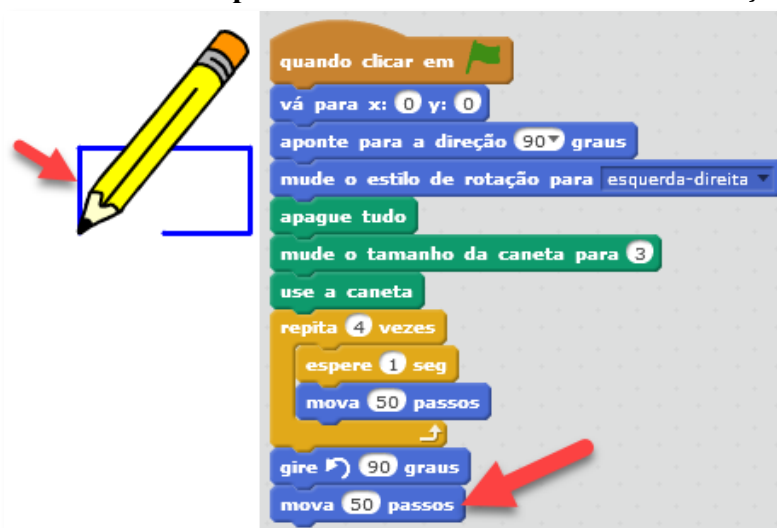 quando clicar em
vá para x: 0 y: 0
aponte para a direção 90 graus
mude o estilo de rotação para esquerda-direita
apague tudo
mude o tamanho da caneta para 3
use a caneta
repita 4 vezes
espere 1 seg
mova 50 passos
gire 90 graus
mova 50 passos